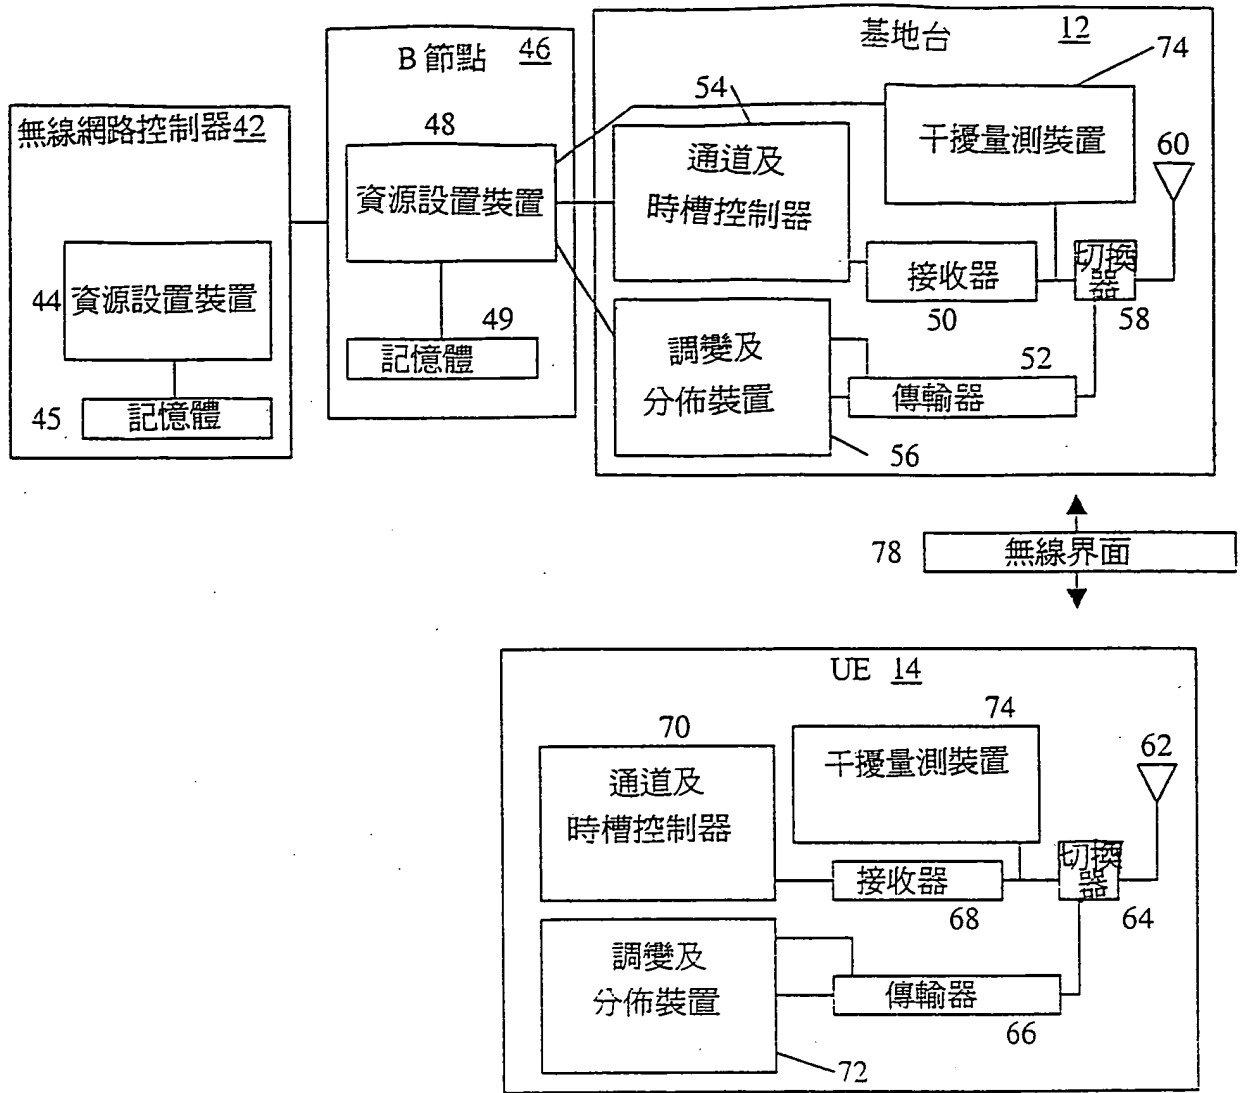 無線網路控制器42
44
資源設置裝置
45
記憶體
B 節點 46
48
資源設置裝置
49
記憶體
基地台 12
74
54
通道及
時槽控制器
干擾量測裝置
60
接收器
50
切換
器
58
調變及
分佈裝置
52
傳輸器
56
78
無線界面
UE 14
70
通道及
時槽控制器
74
干擾量測裝置
62
接收器
68
切換
器
64
調變及
分佈裝置
傳輸器
66
72